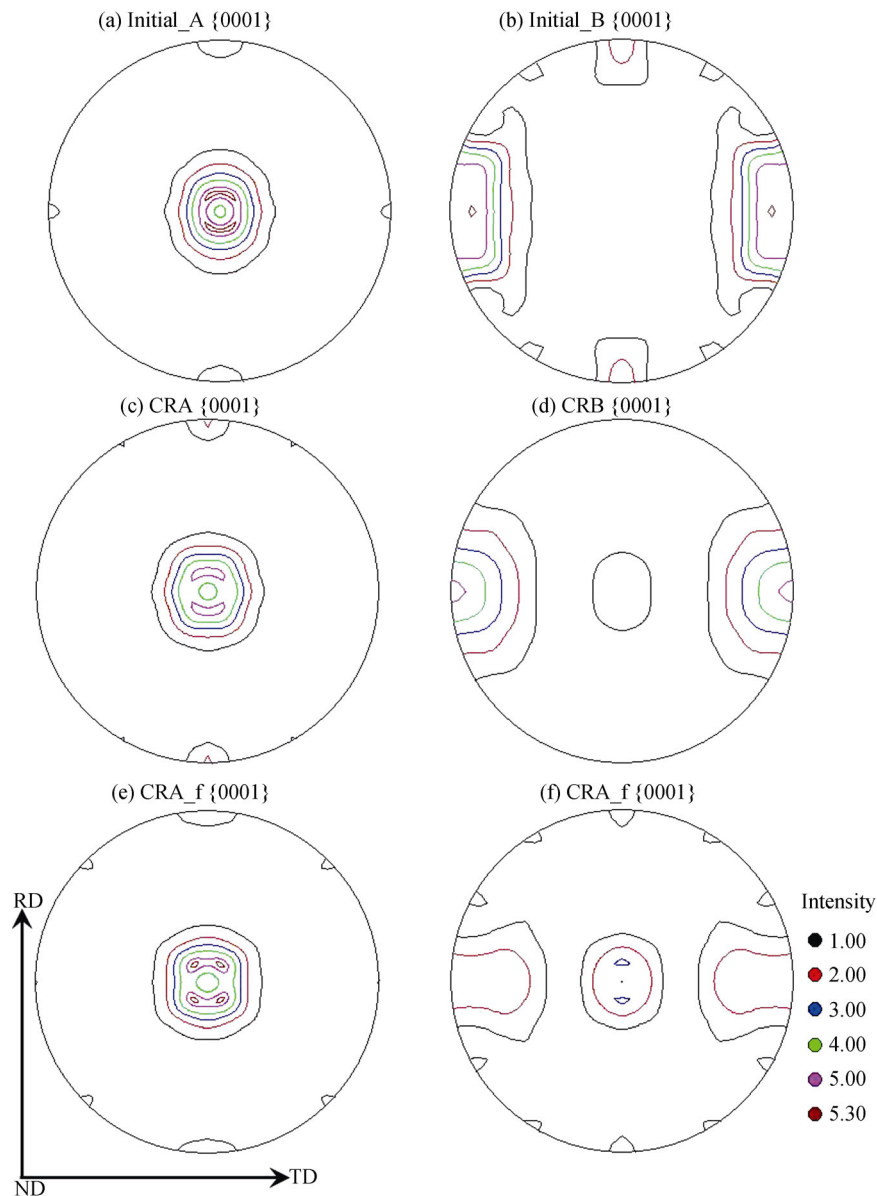 (a) Initial_A {0001}
(b) Initial_B {0001}
(c) CRA {0001}
(d) CRB {0001}
(e) CRA_f {0001}
(f) CRA_f {0001}
RD
ND
TD
Intensity
1.00
2.00
3.00
4.00
5.00
5.30